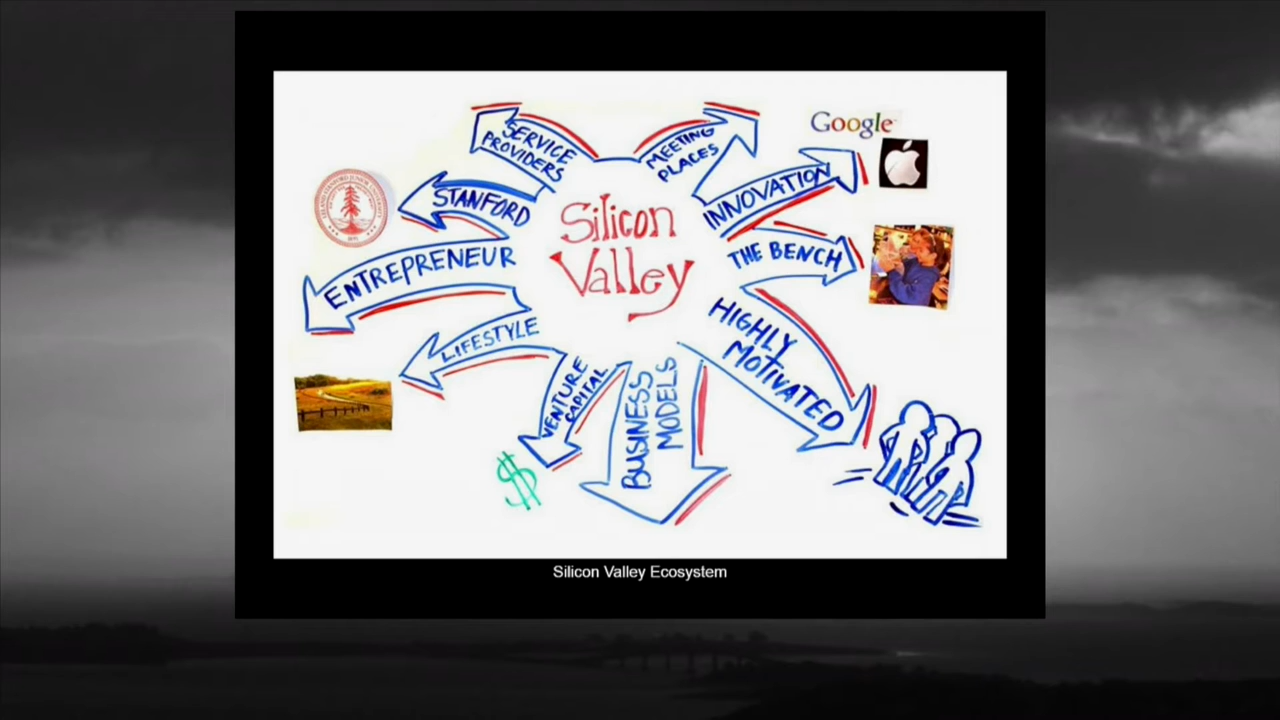 SERVICE
PROVIDERS
MEETING
PLACES
Google
STANFORD
INNOVATION
Silicon
Valley
ENTREPRENEUR
THE BENCH
LIFESTYLE
HIGHLY
MOTIVATED
VENTURE
CAPITAL
BUSINESS
MODELS
$
Silicon Valley Ecosystem